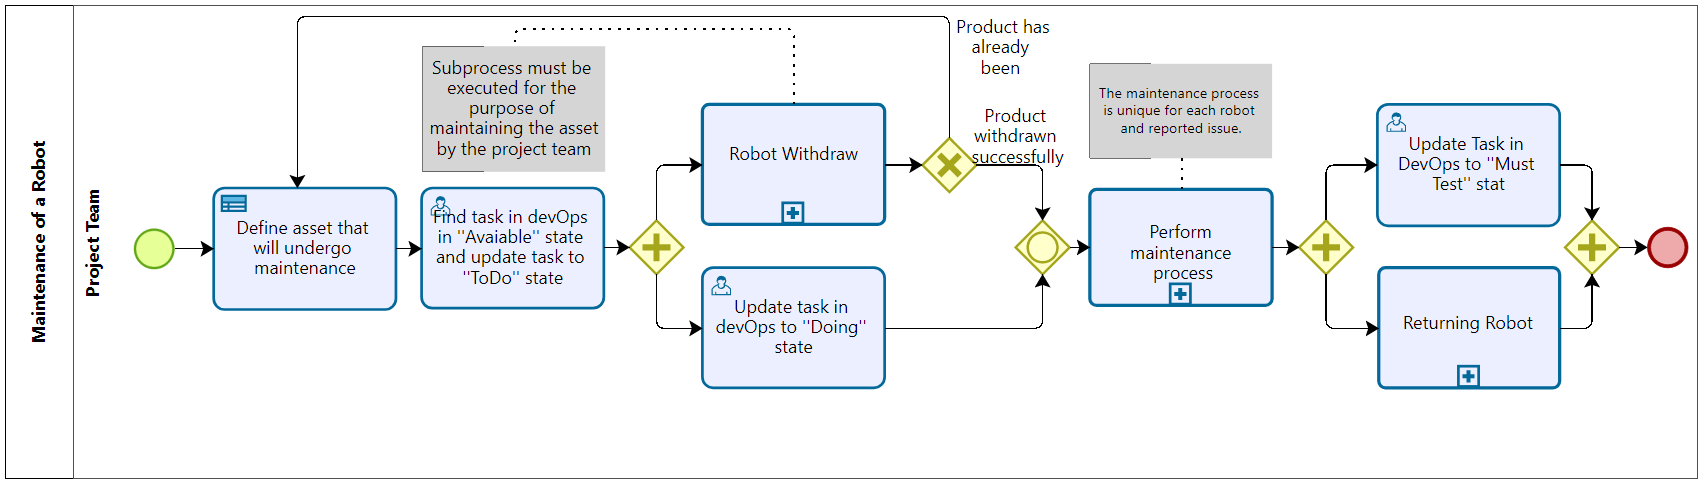 Maintenance of a Robot
Project Team
Define asset that
will undergo
maintenance
Subprocess must be
executed for the
purpose of
maintaining the asset
by the project team
Find task in devOps
in "Avaiable" state
and update task to
"ToDo" state
Robot Withdraw
Update task in
devOps to "Doing"
state
Product has
already
been
Product
withdrawn
successfully
The maintenance process
is unique for each robot
and reported issue.
Perform
maintenance
process
Update Task in
DevOps to "Must
Test" stat
Returning Robot